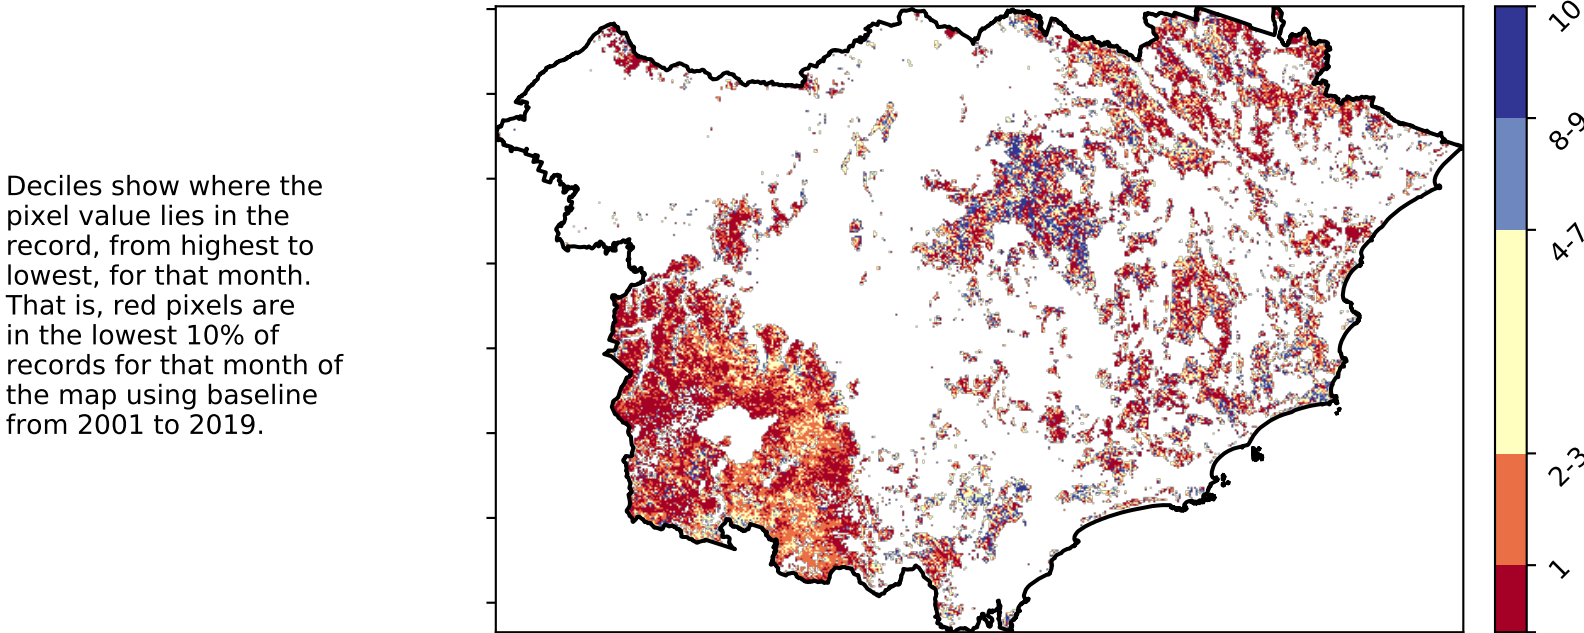 Deciles show where the
pixel value lies in the
record, from highest to
lowest, for that month.
That is, red pixels are
in the lowest 10% of
records for that month of
the map using baseline
from 2001 to 2019.
10
8-9
4-7
2-3
1